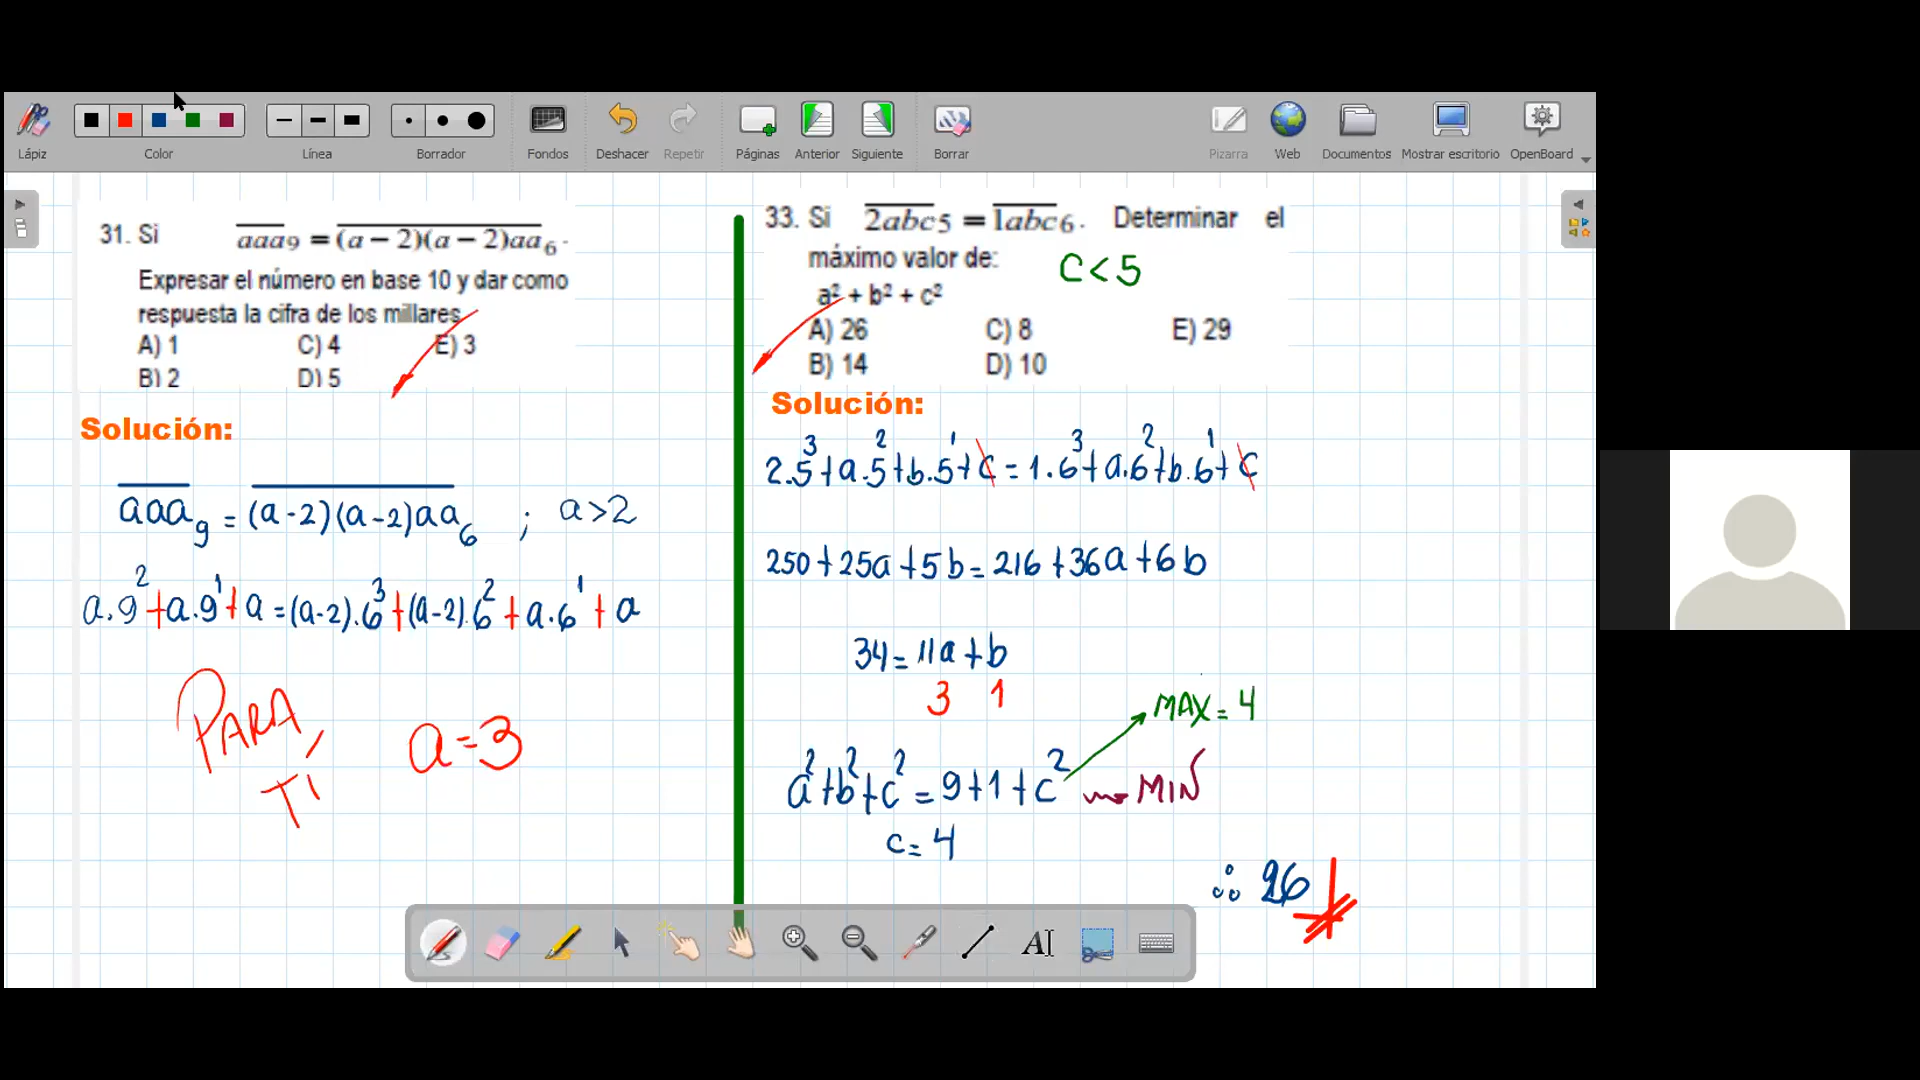 Lápiz Color Línea Borrador Fondos Deshacer Repetir Páginas Anterior Siguiente Borrar Pizarra Web Documentos Mostrar escritorio OpenBoard
31. Si aaa₉ = (a − 2)(a − 2)aa₆.
Expresar el número en base 10 y dar como
respuesta la cifra de los millares
A) 1 C) 4 E) 3
B) 2 D) 5
Solución:
aaa₉ = (a-2)(a-2)aa₆ ; a>2
a.9²+a.9¹+a=(a-2).6³+(a-2).6²+a.6¹+a
PARA
TI
a=3
33. Si 2abc₅ = 1abc₆. Determinar el
máximo valor de:
C<5
a² + b² + c²
A) 26 C) 8 E) 29
B) 14 D) 10
Solución:
2.5³+a.5²+b.5¹+c=1.6³+a.6²+b.6¹+c
250+25a+5b=216+36a+6b
34=11a+b
3 1
MAX=4
a²+b²+c²=9+1+c²
MIN
c=4
∴ 26
AI